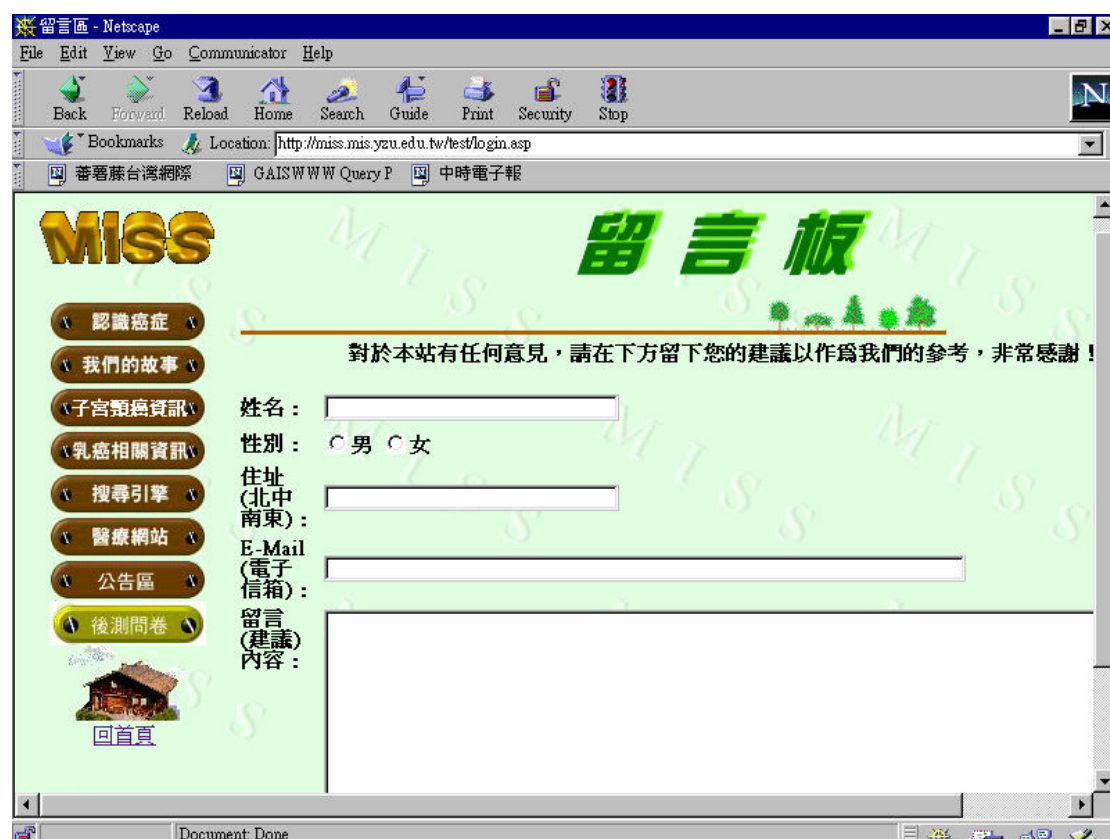 留言區 - Netscape
File Edit View Go Communicator Help
Back Forward Reload Home Search Guide Print Security Stop
N
Bookmarks Location: http://miss.mis.yzu.edu.tw/test/login.asp
蕃薯藤台灣網際 GAISWWW Query P 中時電子報
MISS
留言板
認識癌症
我們的故事
子宮頸癌資訊
乳癌相關資訊
搜尋引擎
醫療網站
公告區
後測問卷
回首頁
對於本站有任何意見，請在下方留下您的建議以作為我們的參考，非常感謝！
姓名：
性別： 男 女
住址
(北中
南東)：
E-Mail
(電子
信箱)：
留言
(建議)
內容：
Document: Done